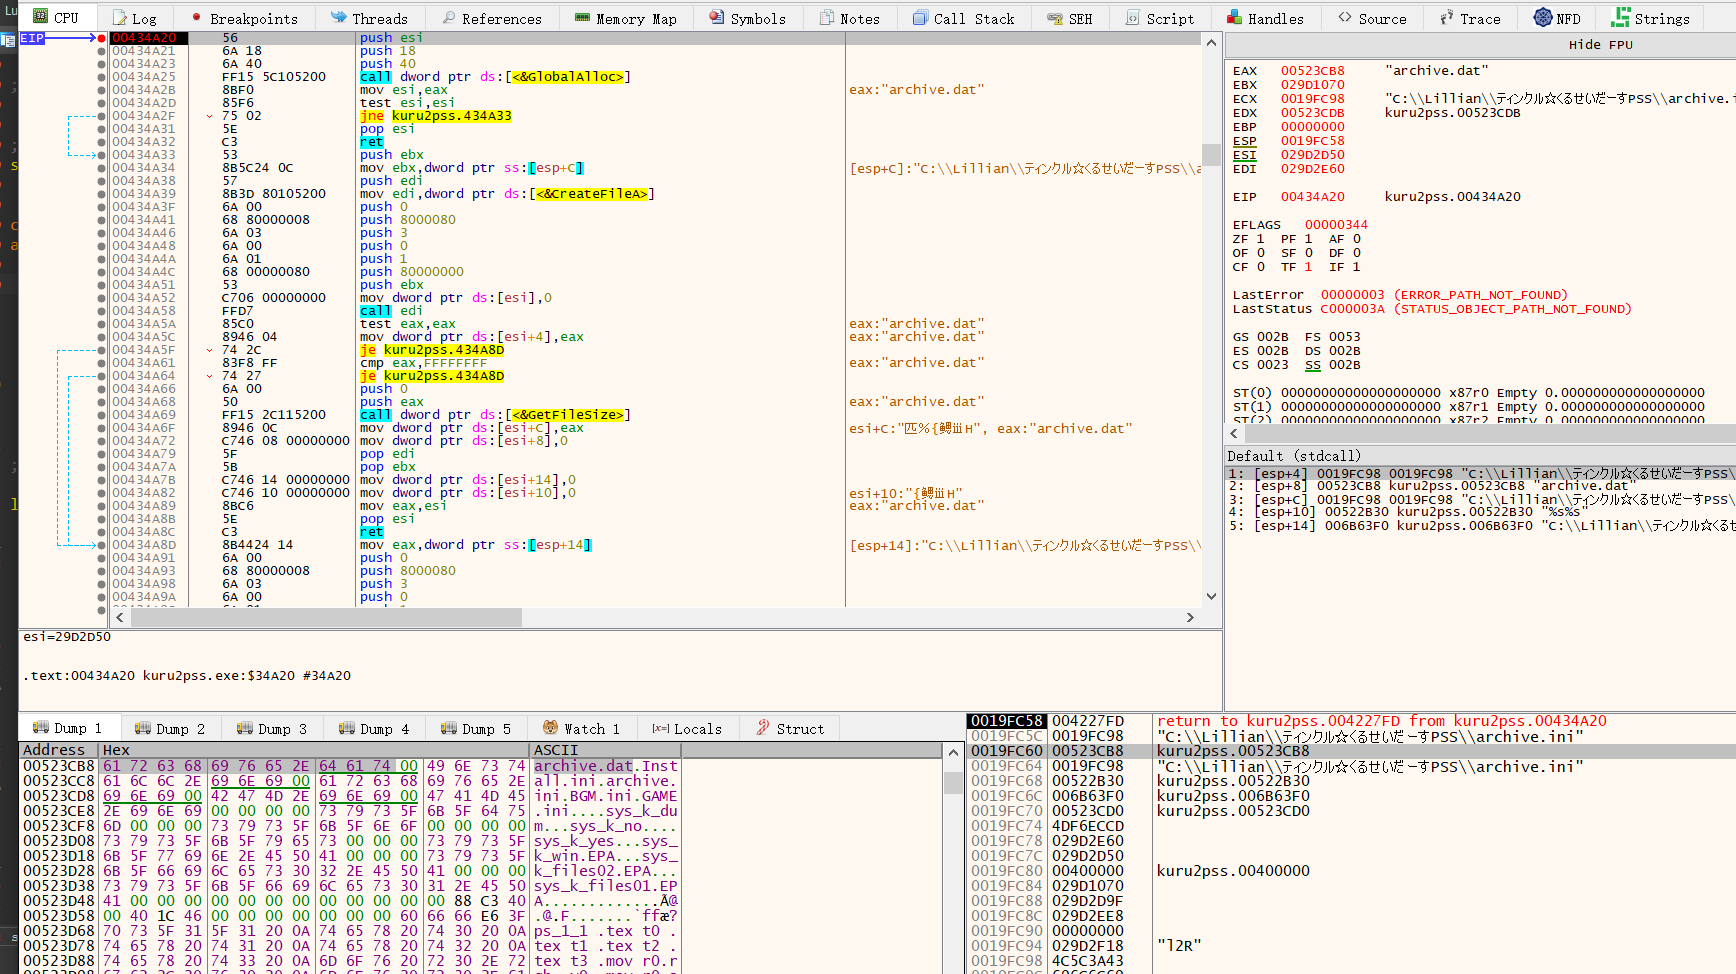 Lu
CPU Log Breakpoints Threads References Memory Map Symbols Notes Call Stack SEH Script Handles Source Trace NFD Strings
EIP
00434A20 56 push esi
00434A21 6A 18 push 18
00434A23 6A 40 push 40
00434A25 FF15 5C105200 call dword ptr ds:[<&GlobalAlloc>]
00434A2B 8BF0 mov esi,eax eax:"archive.dat"
00434A2D 85F6 test esi,esi
00434A2F 75 02 jne kuru2pss.434A33
00434A31 5E pop esi
00434A32 C3 ret
00434A33 53 push ebx
00434A34 8B5C24 0C mov ebx,dword ptr ss:[esp+C] [esp+C]:"C:\\Lillian\\ティンクル☆くるせいだーすPSS\\a
00434A38 57 push edi
00434A39 8B3D 80105200 mov edi,dword ptr ds:[<&CreateFileA>]
00434A3F 6A 00 push 0
00434A41 68 80000008 push 8000080
00434A46 6A 03 push 3
00434A48 6A 00 push 0
00434A4A 6A 01 push 1
00434A4C 68 00000080 push 80000000
00434A51 53 push ebx
00434A52 C706 00000000 mov dword ptr ds:[esi],0
00434A58 FFD7 call edi
00434A5A 85C0 test eax,eax eax:"archive.dat"
00434A5C 8946 04 mov dword ptr ds:[esi+4],eax eax:"archive.dat"
00434A5F 74 2C je kuru2pss.434A8D
00434A61 83F8 FF cmp eax,FFFFFFFF eax:"archive.dat"
00434A64 74 27 je kuru2pss.434A8D
00434A66 6A 00 push 0
00434A68 50 push eax eax:"archive.dat"
00434A69 FF15 2C115200 call dword ptr ds:[<&GetFileSize>]
00434A6F 8946 0C mov dword ptr ds:[esi+C],eax eax:"archive.dat"
00434A72 C746 08 00000000 mov dword ptr ds:[esi+8],0
00434A79 5F pop edi
00434A7A 5B pop ebx
00434A7B C746 14 00000000 mov dword ptr ds:[esi+14],0
00434A82 C746 10 00000000 mov dword ptr ds:[esi+10],0
00434A89 8BC6 mov eax,esi eax:"archive.dat"
00434A8B 5E pop esi
00434A8C C3 ret
00434A8D 8B4424 14 mov eax,dword ptr ss:[esp+14] [esp+14]:"C:\\Lillian\\ティンクル☆くるせいだーすPSS\\
00434A91 6A 00 push 0
00434A93 68 80000008 push 8000080
00434A98 6A 03 push 3
00434A9A 6A 00 push 0
esi=29D2D50
.text:00434A20 kuru2pss.exe:$34A20 #34A20
Hide FPU
EAX 00523CB8 "archive.dat"
EBX 029D1070
ECX 0019FC98 "C:\\Lillian\\ティンクル☆くるせいだーすPSS\\archive.i
EDX 00523CDB kuru2pss.00523CDB
EBP 00000000
ESP 0019FC58
ESI 029D2D50
EDI 029D2E60
EIP 00434A20 kuru2pss.00434A20
EFLAGS 00000344
ZF 1 PF 1 AF 0
OF 0 SF 0 DF 0
CF 0 TF 1 IF 1
LastError 00000003 (ERROR_PATH_NOT_FOUND)
LastStatus C000003A (STATUS_OBJECT_PATH_NOT_FOUND)
GS 002B FS 0053
ES 002B DS 002B
CS 0023 SS 002B
ST(0) 00000000000000000000 x87r0 Empty 0.000000000000000000
ST(1) 00000000000000000000 x87r1 Empty 0.000000000000000000
ST(2) 00000000000000000000 x87r2 Empty 0.000000000000000000
Default (stdcall)
1: [esp+4] 0019FC98 0019FC98 "C:\\Lillian\\ティンクル☆くるせいだーすPSS\
2: [esp+8] 00523CB8 kuru2pss.00523CB8 "archive.dat"
3: [esp+C] 0019FC98 0019FC98 "C:\\Lillian\\ティンクル☆くるせいだーすPSS\
4: [esp+10] 00522B30 kuru2pss.00522B30 "%s%s"
5: [esp+14] 006B63F0 kuru2pss.006B63F0 "C:\\Lillian\\ティンクル☆く
Dump 1 Dump 2 Dump 3 Dump 4 Dump 5 Watch 1 Locals Struct
Address Hex ASCII
00523CB8 61 72 63 68 69 76 65 2E 64 61 74 00 49 6E 73 74 archive.dat.Inst
00523CC8 61 6C 6C 2E 69 6E 69 00 61 72 63 68 69 76 65 2E all.ini.archive.
00523CD8 69 6E 69 00 42 47 4D 2E 69 6E 69 00 47 41 4D 45 ini.BGM.ini.GAME
00523CE8 2E 69 6E 69 00 00 00 00 73 79 73 5F 6B 5F 64 75 .ini....sys_k_du
00523CF8 6D 00 00 00 73 79 73 5F 6B 5F 6E 6F 00 00 00 00 m...sys_k_no....
00523D08 73 79 73 5F 6B 5F 79 65 73 00 00 00 73 79 73 5F sys_k_yes...sys_
00523D18 6B 5F 77 69 6E 2E 45 50 41 00 00 00 73 79 73 5F k_win.EPA...sys_
00523D28 6B 5F 66 69 6C 65 73 30 32 2E 45 50 41 00 00 00 k_files02.EPA...
00523D38 73 79 73 5F 6B 5F 66 69 6C 65 73 30 31 2E 45 50 sys_k_files01.EP
00523D48 41 00 00 00 00 00 00 00 00 00 00 00 00 88 C3 40 A.............Ã@
00523D58 00 40 1C 46 00 00 00 00 00 00 00 60 66 66 E6 3F .@.F.......`ffæ?
00523D68 70 73 5F 31 5F 31 20 0A 74 65 78 20 74 30 20 0A ps_1_1 .tex t0 .
00523D78 74 65 78 20 74 31 20 0A 74 65 78 20 74 32 20 0A tex t1 .tex t2 .
00523D88 74 65 78 20 74 33 20 0A 6D 6F 76 20 72 30 2E 72 tex t3 .mov r0.r
0019FC58 004227FD return to kuru2pss.004227FD from kuru2pss.00434A20
0019FC5C 0019FC98 "C:\\Lillian\\ティンクル☆くるせいだーすPSS\\archive.ini"
0019FC60 00523CB8 kuru2pss.00523CB8
0019FC64 0019FC98 "C:\\Lillian\\ティンクル☆くるせいだーすPSS\\archive.ini"
0019FC68 00522B30 kuru2pss.00522B30
0019FC6C 006B63F0 kuru2pss.006B63F0
0019FC70 00523CD0 kuru2pss.00523CD0
0019FC74 4DF6ECCD
0019FC78 029D2E60
0019FC7C 029D2D50
0019FC80 00400000 kuru2pss.00400000
0019FC84 029D1070
0019FC88 029D2D9F
0019FC8C 029D2EE8
0019FC90 00000000
0019FC94 029D2F18 "l2R"
0019FC98 4C5C3A43